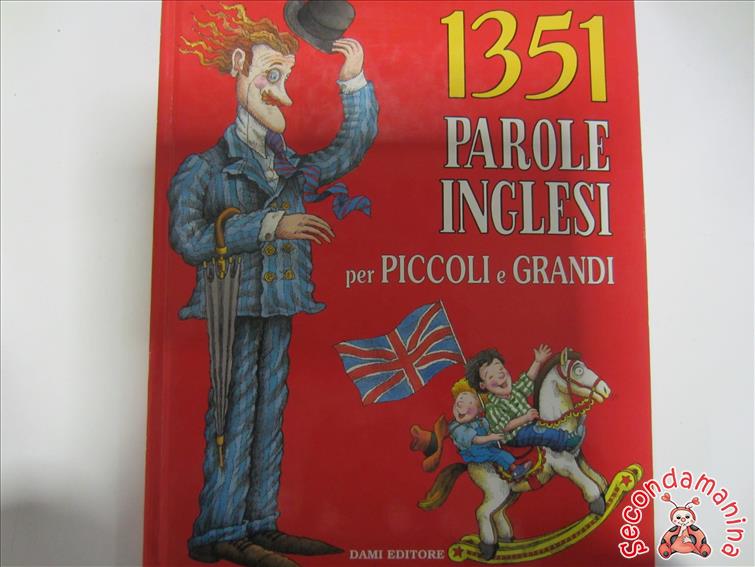 1351
PAROLE
INGLESI
per PICCOLI e GRANDI
DAMI EDITORE
secondamanina